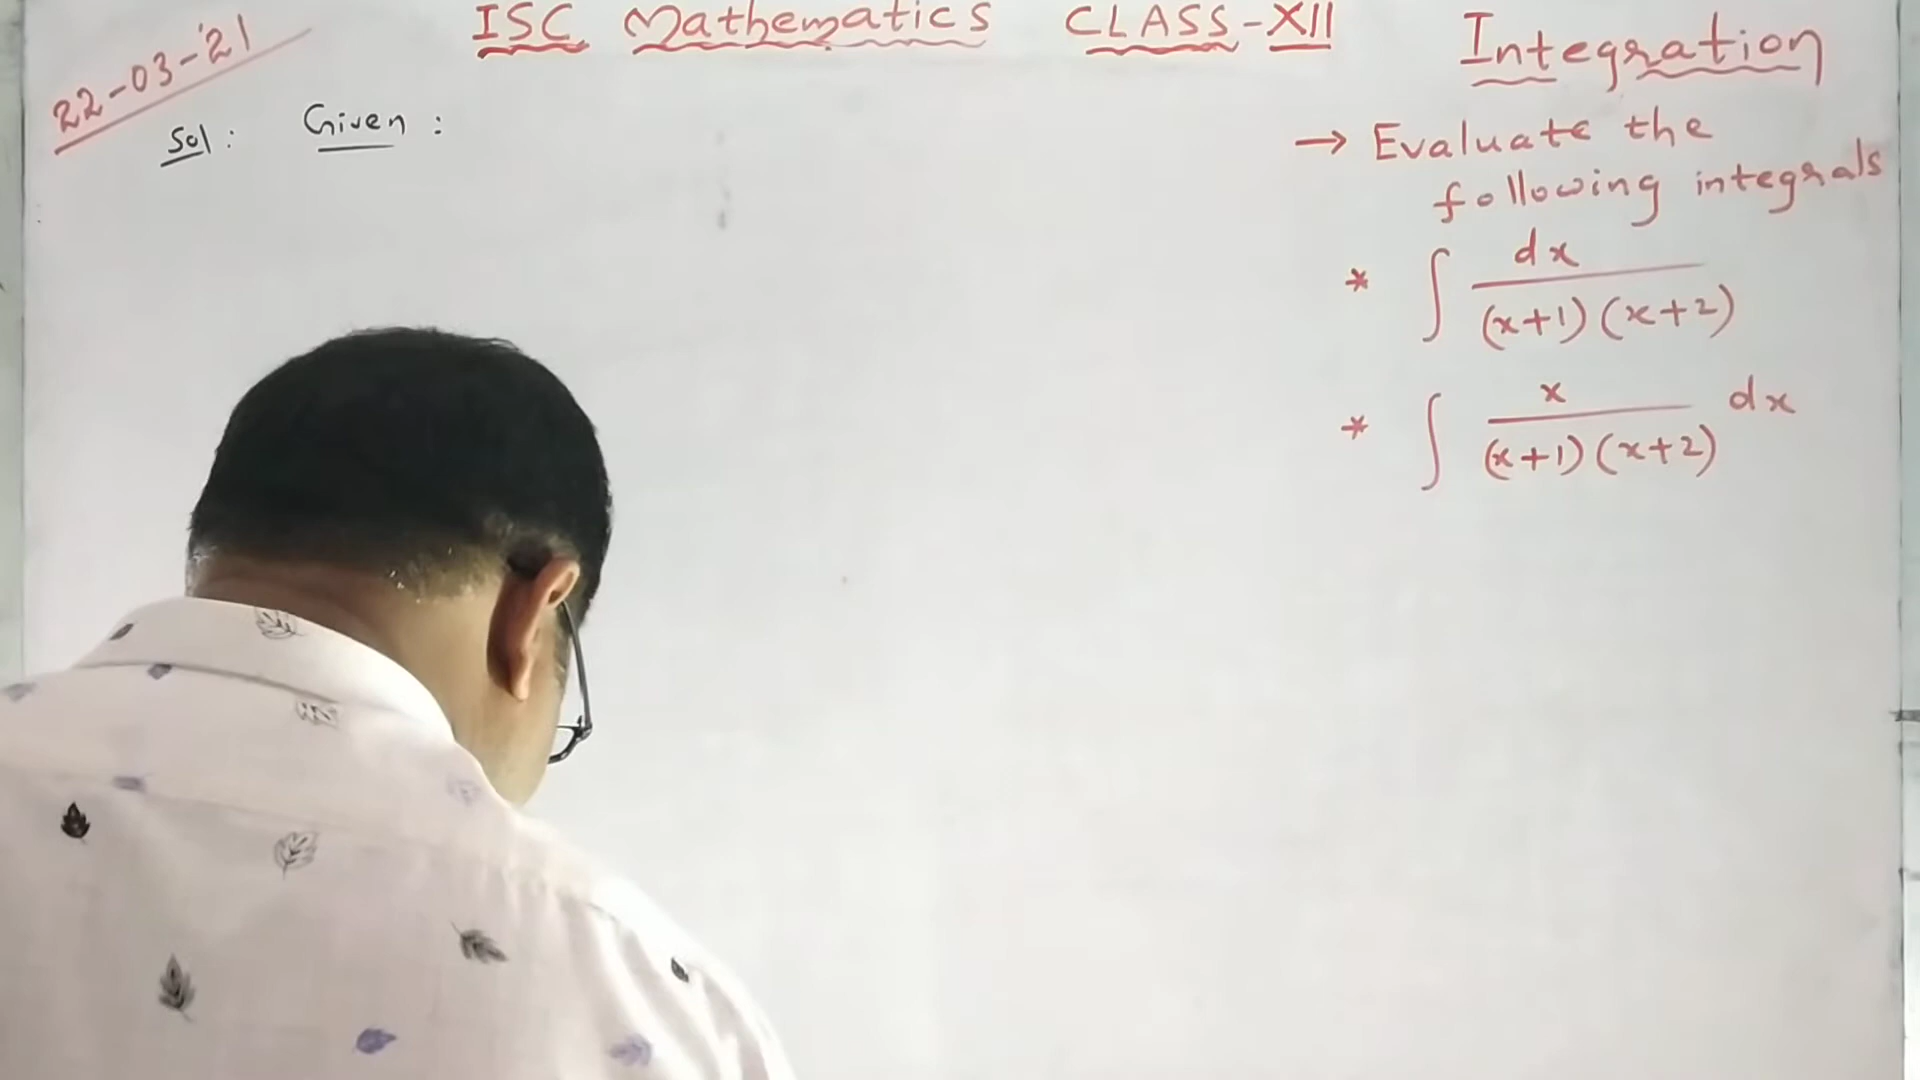 22-03-'21
ISC Mathematics CLASS-XII
Integration
Sol: Given:
→ Evaluate the
following integrals
* ∫ dx / (x+1)(x+2)
* ∫ x / (x+1)(x+2) dx